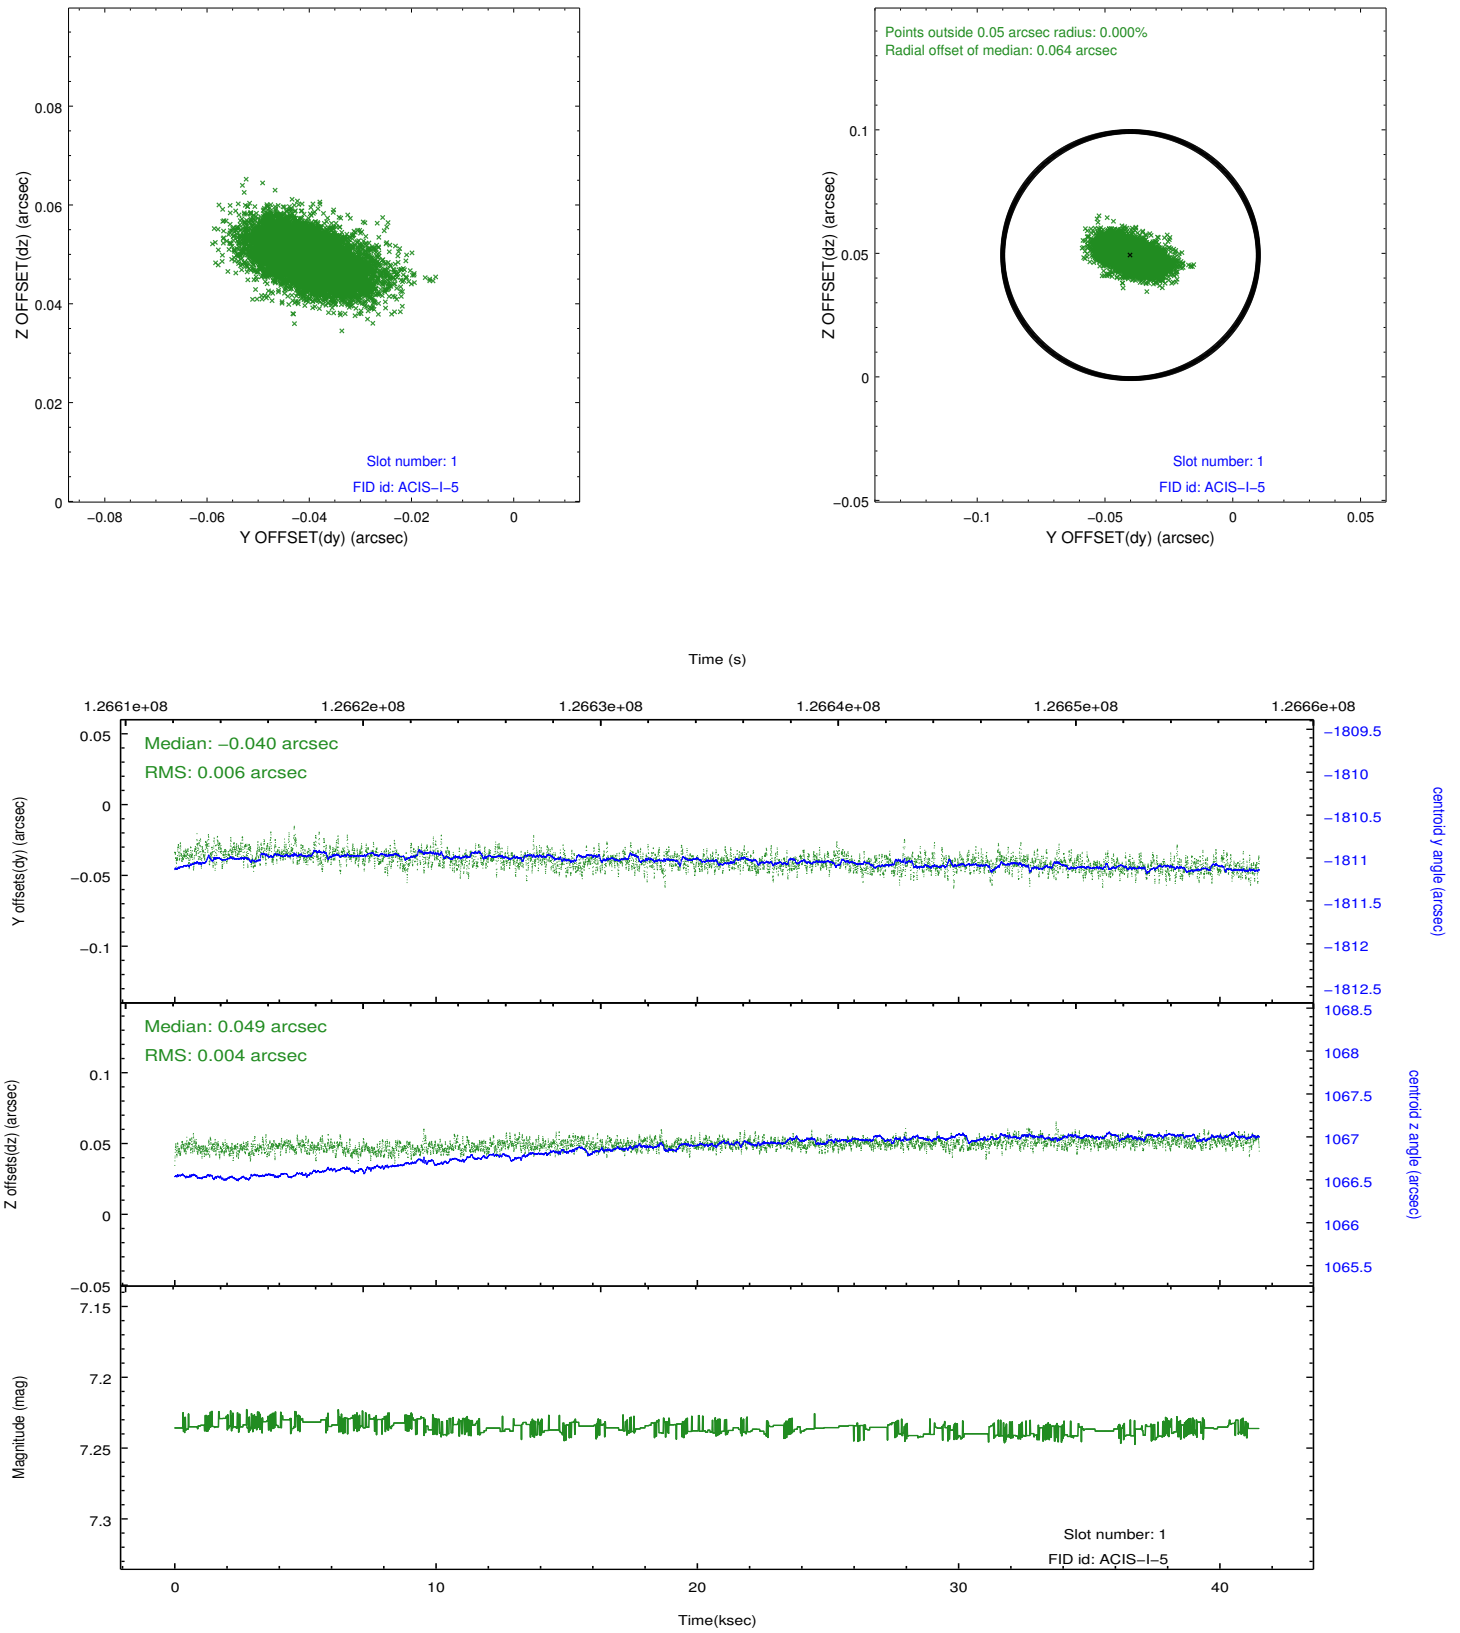 0.08
0.06
0.04
0.02
0
Z OFFSET(dz) (arcsec)
Slot number: 1
FID id: ACIS−I−5
−0.08 −0.06 −0.04 −0.02 0
Y OFFSET(dy) (arcsec)
Points outside 0.05 arcsec radius: 0.000%
Radial offset of median: 0.064 arcsec
0.1
0.05
0
−0.05
Z OFFSET(dz) (arcsec)
Slot number: 1
FID id: ACIS−I−5
−0.1 −0.05 0 0.05
Y OFFSET(dy) (arcsec)
Time (s)
1.2661e+08 1.2662e+08 1.2663e+08 1.2664e+08 1.2665e+08 1.2666e+08
Median: −0.040 arcsec
RMS: 0.006 arcsec
0.05
0
−0.05
−0.1
Y offsets(dy) (arcsec)
−1809.5
−1810
−1810.5
−1811
−1811.5
−1812
−1812.5
centroid y angle (arcsec)
Median: 0.049 arcsec
RMS: 0.004 arcsec
0.1
0.05
0
−0.05
Z offsets(dz) (arcsec)
1068.5
1068
1067.5
1067
1066.5
1066
1065.5
centroid z angle (arcsec)
7.15
7.2
7.25
7.3
Magnitude (mag)
Slot number: 1
FID id: ACIS−I−5
0 10 20 30 40
Time(ksec)